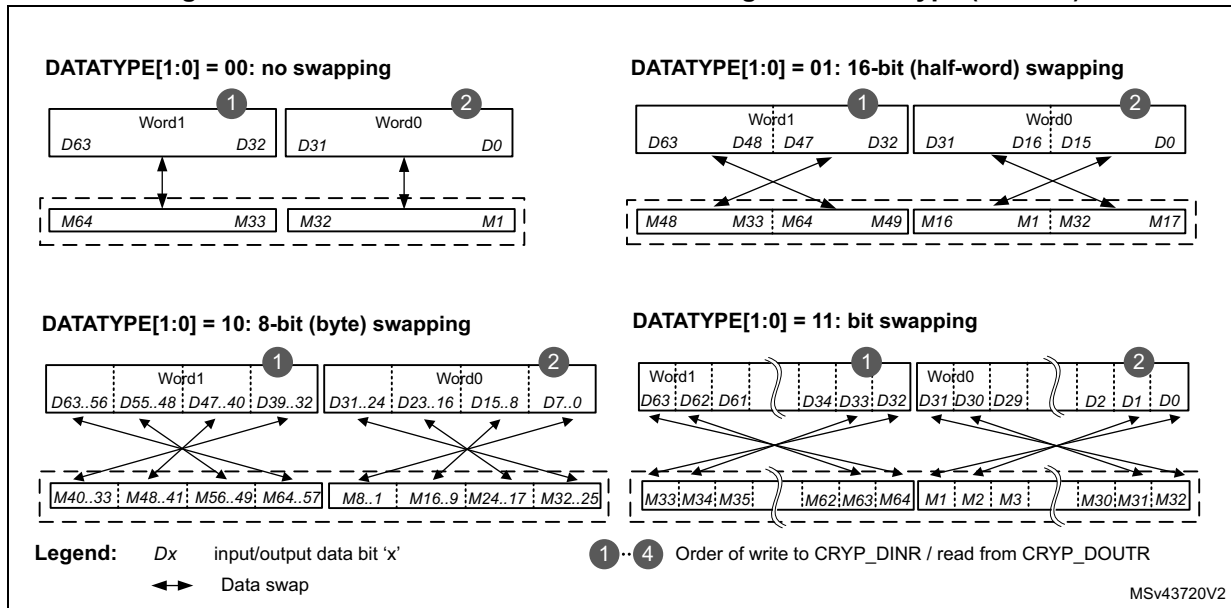 DATATYPE[1:0] = 00: no swapping
1 2
Word1 Word0
D63 D32 D31 D0
M64 M33 M32 M1
DATATYPE[1:0] = 01: 16-bit (half-word) swapping
1 2
Word1 Word0
D63 D48 D47 D32 D31 D16 D15 D0
M48 M33 M64 M49 M16 M1 M32 M17
DATATYPE[1:0] = 10: 8-bit (byte) swapping
1 2
Word1 Word0
D63..56 D55..48 D47..40 D39..32 D31..24 D23..16 D15..8 D7..0
M40..33 M48..41 M56..49 M64..57 M8..1 M16..9 M24..17 M32..25
DATATYPE[1:0] = 11: bit swapping
1 2
Word1 Word0
D63 D62 D61 D34 D33 D32 D31 D30 D29 D2 D1 D0
M33 M34 M35 M62 M63 M64 M1 M2 M3 M30 M31 M32
Legend: Dx input/output data bit ‘x’ 1 ·· 4 Order of write to CRYP_DINR / read from CRYP_DOUTR
Data swap
MSv43720V2